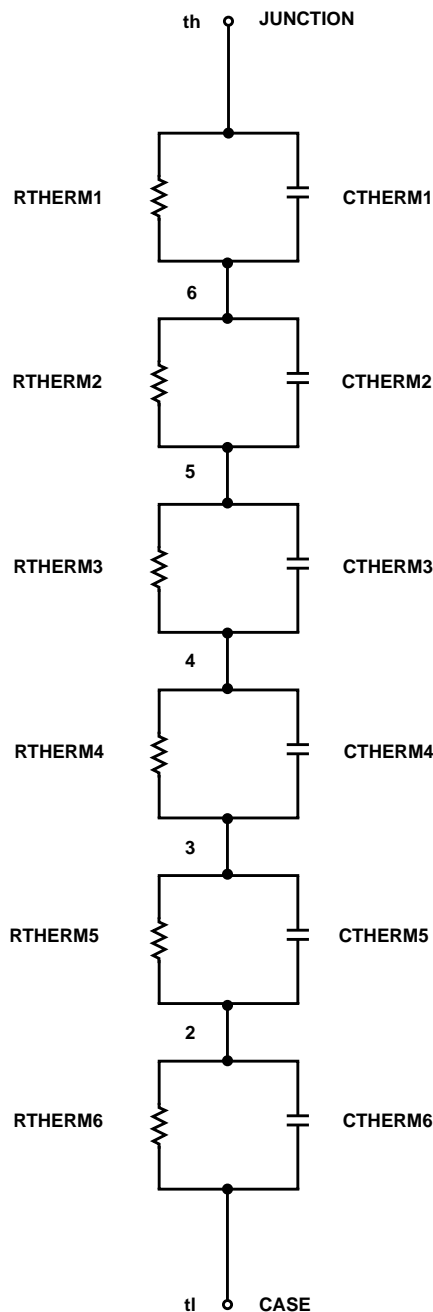 th JUNCTION
RTHERM1 CTHERM1
6
RTHERM2 CTHERM2
5
RTHERM3 CTHERM3
4
RTHERM4 CTHERM4
3
RTHERM5 CTHERM5
2
RTHERM6 CTHERM6
tl CASE